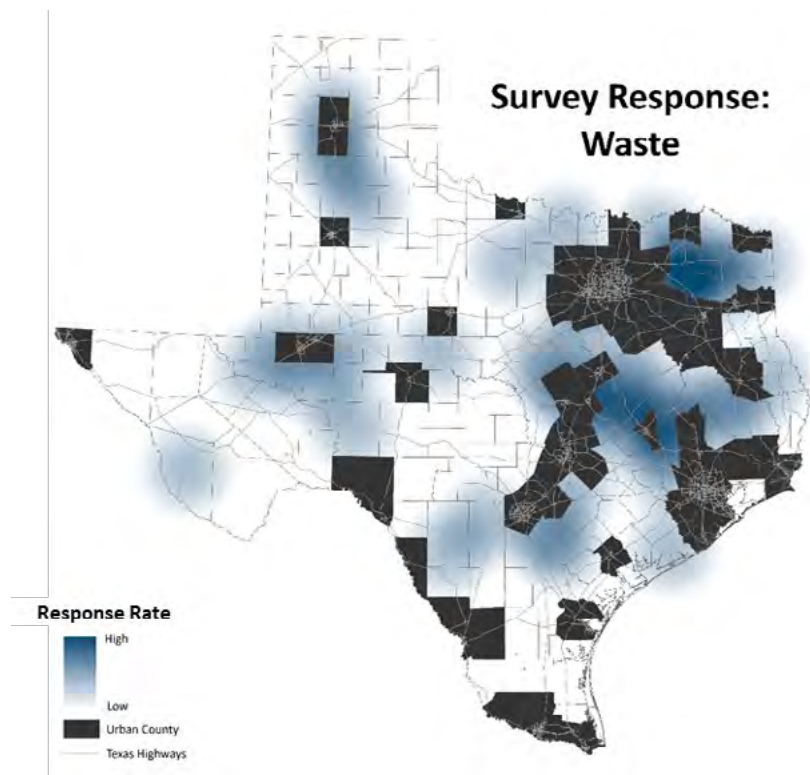 Survey Response:
Waste
Response Rate
High
Low
Urban County
Texas Highways